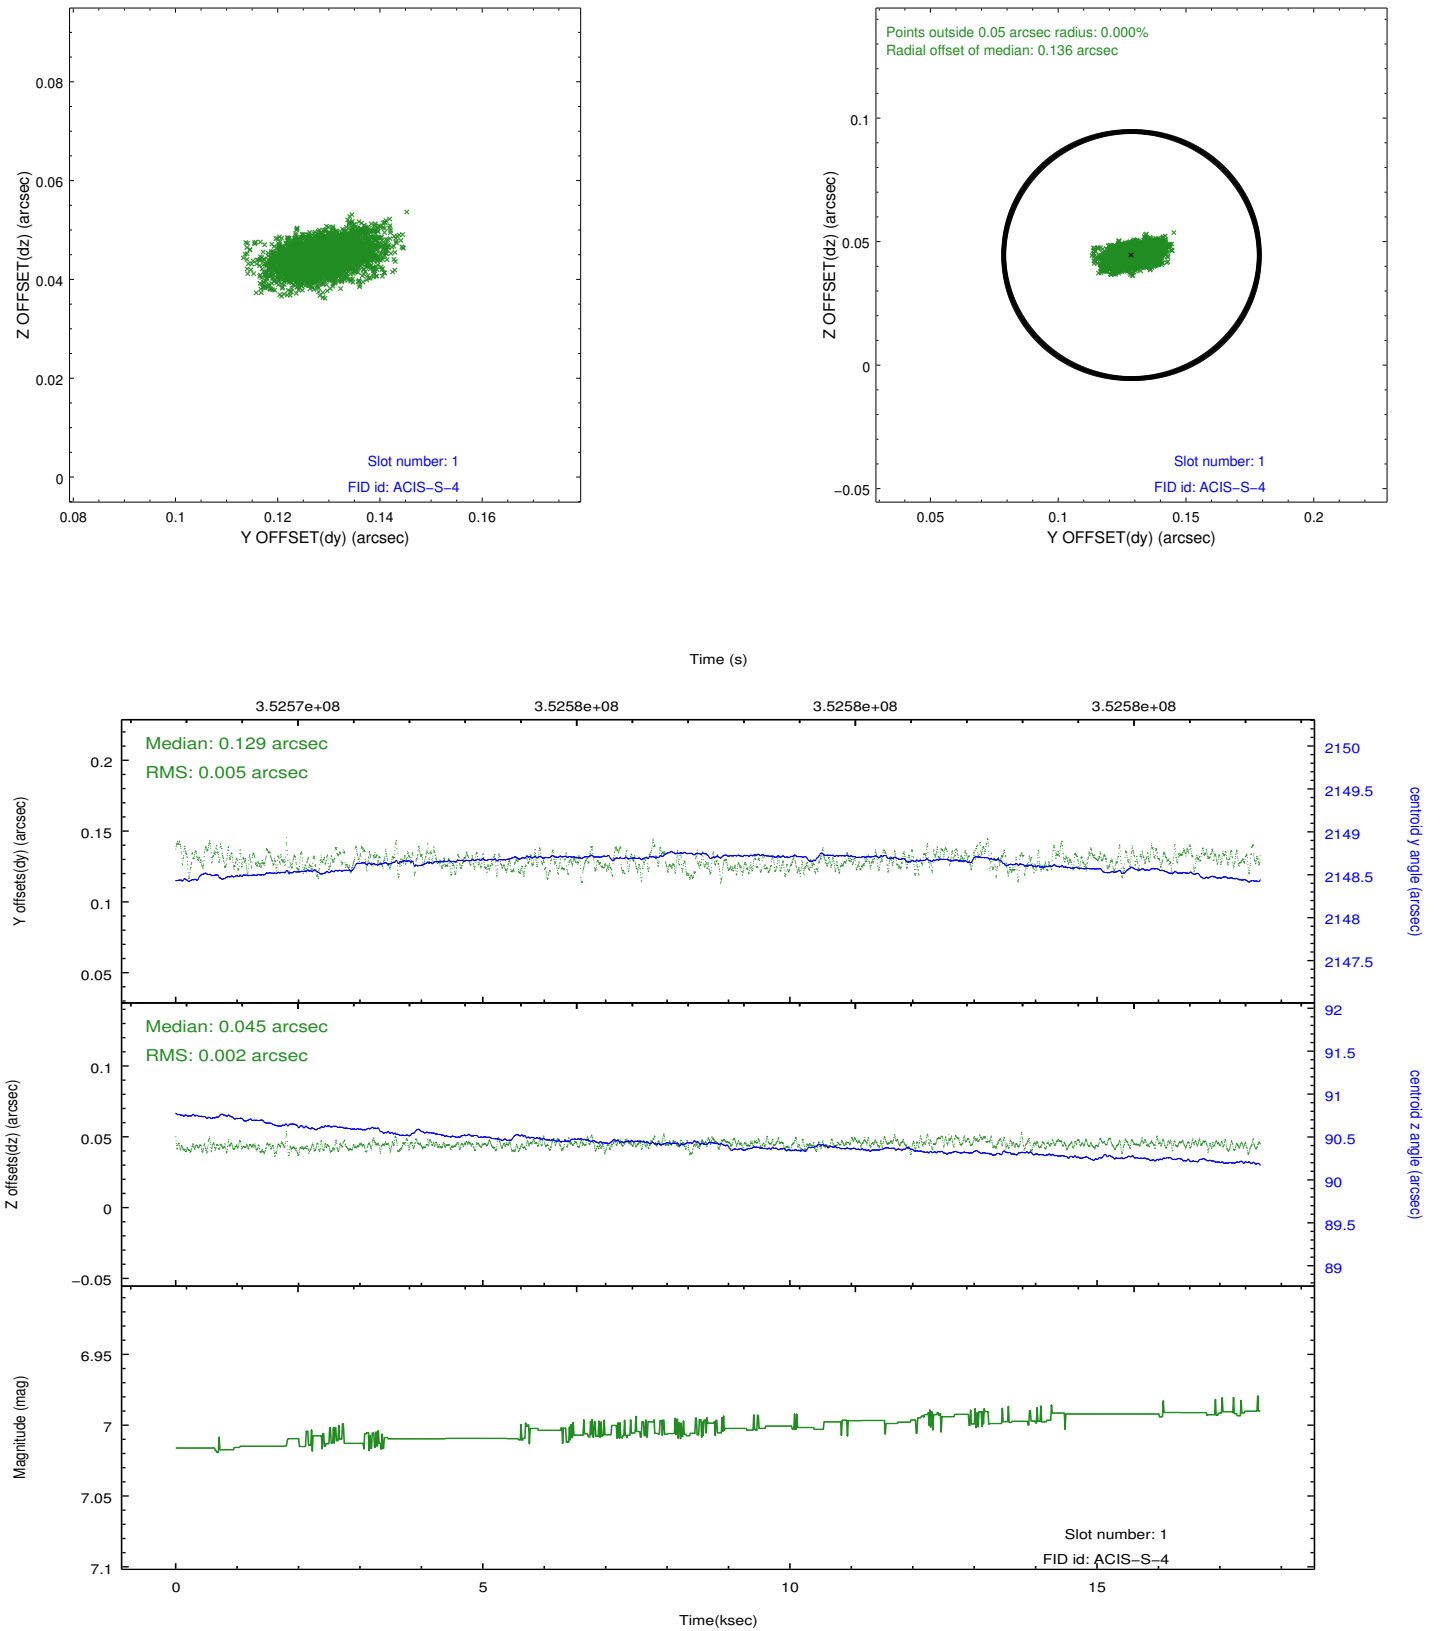 0.08
0.06
0.04
0.02
0
Z OFFSET(dz) (arcsec)
Slot number: 1
FID id: ACIS−S−4
0.08 0.1 0.12 0.14 0.16
Y OFFSET(dy) (arcsec)
Points outside 0.05 arcsec radius: 0.000%
Radial offset of median: 0.136 arcsec
0.1
0.05
0
−0.05
Z OFFSET(dz) (arcsec)
Slot number: 1
FID id: ACIS−S−4
0.05 0.1 0.15 0.2
Y OFFSET(dy) (arcsec)
Time (s)
3.5257e+08 3.5258e+08 3.5258e+08 3.5258e+08
Median: 0.129 arcsec
RMS: 0.005 arcsec
0.2
0.15
0.1
0.05
Y offsets(dy) (arcsec)
2150
2149.5
2149
2148.5
2148
2147.5
centroid y angle (arcsec)
Median: 0.045 arcsec
RMS: 0.002 arcsec
0.1
0.05
0
−0.05
Z offsets(dz) (arcsec)
92
91.5
91
90.5
90
89.5
89
centroid z angle (arcsec)
6.95
7
7.05
7.1
Magnitude (mag)
Slot number: 1
FID id: ACIS−S−4
0 5 10 15
Time(ksec)